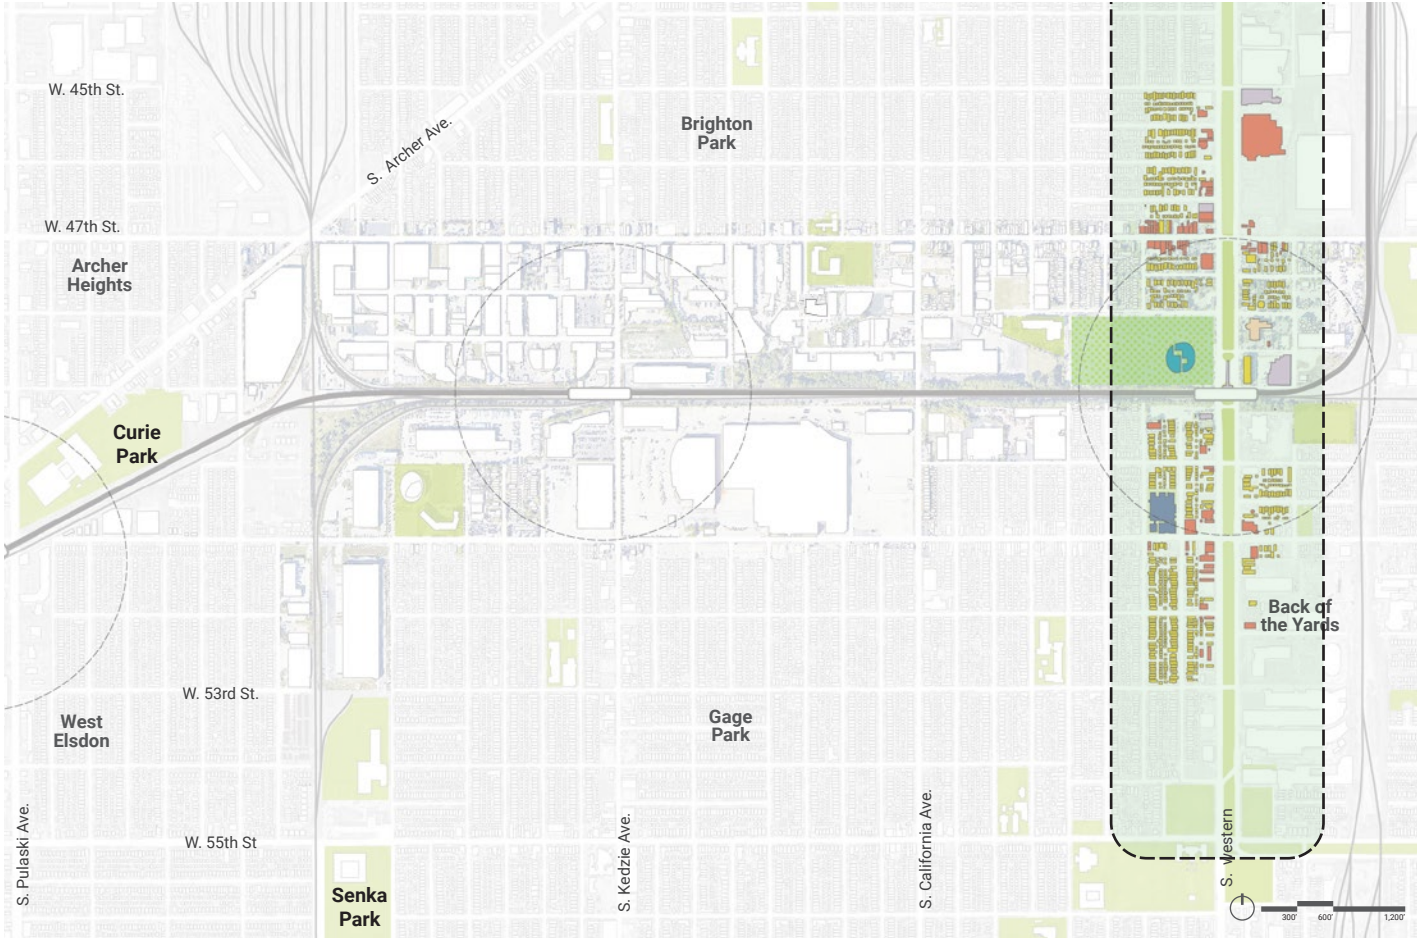 W. 45th St.
S. Archer Ave.
Brighton
Park
W. 47th St.
Archer
Heights
Curie
Park
Back of
the Yards
W. 53rd St.
West
Elsdon
Gage
Park
S. Pulaski Ave.
W. 55th St
S. Kedzie Ave.
S. California Ave.
S. Western
Senka
Park
300' 600' 1,200'